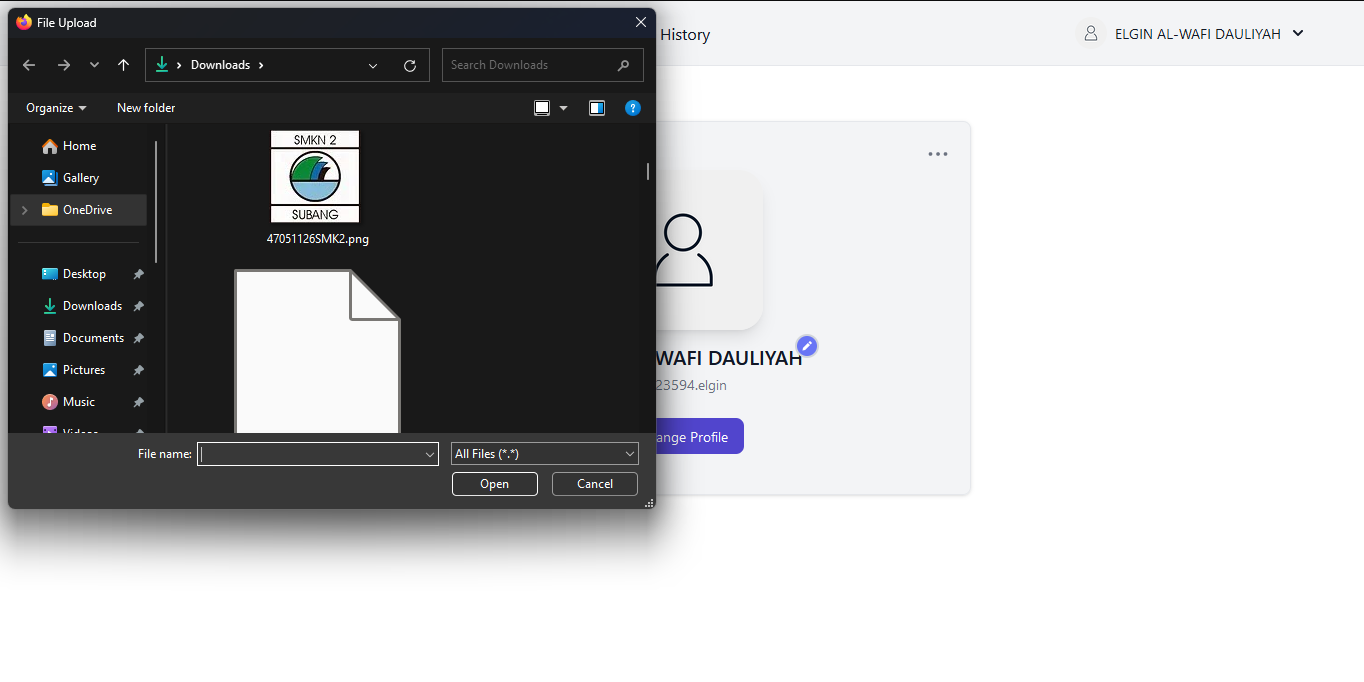 File Upload
Downloads
Search Downloads
Organize
New folder
Home
Gallery
OneDrive
Desktop
Downloads
Documents
Pictures
Music
Videos
SMKN 2
SUBANG
47051126SMK2.png
File name:
All Files (*.*)
Open
Cancel
History
ELGIN AL-WAFI DAULIYAH
WAFI DAULIYAH
23594.elgin
ange Profile